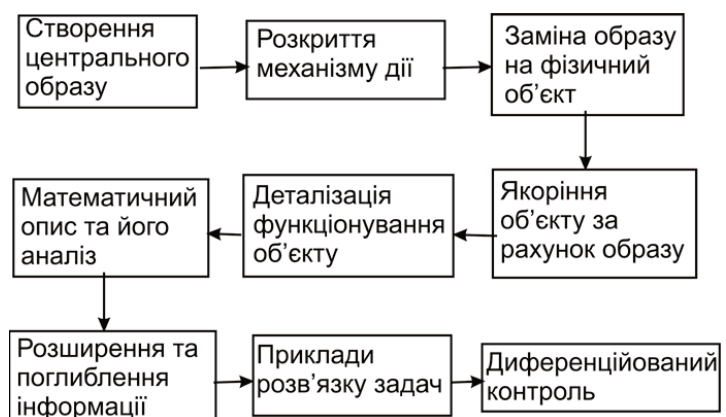 Створення
центрального
образу
Розкриття
механізму дії
Заміна образу
на фізичний
об’єкт
Якоріння
об’єкту за
рахунок образу
Деталізація
функціонування
об’єкту
Математичний
опис та його
аналіз
Розширення та
поглиблення
інформації
Приклади
розв’язку задач
Диференційований
контроль